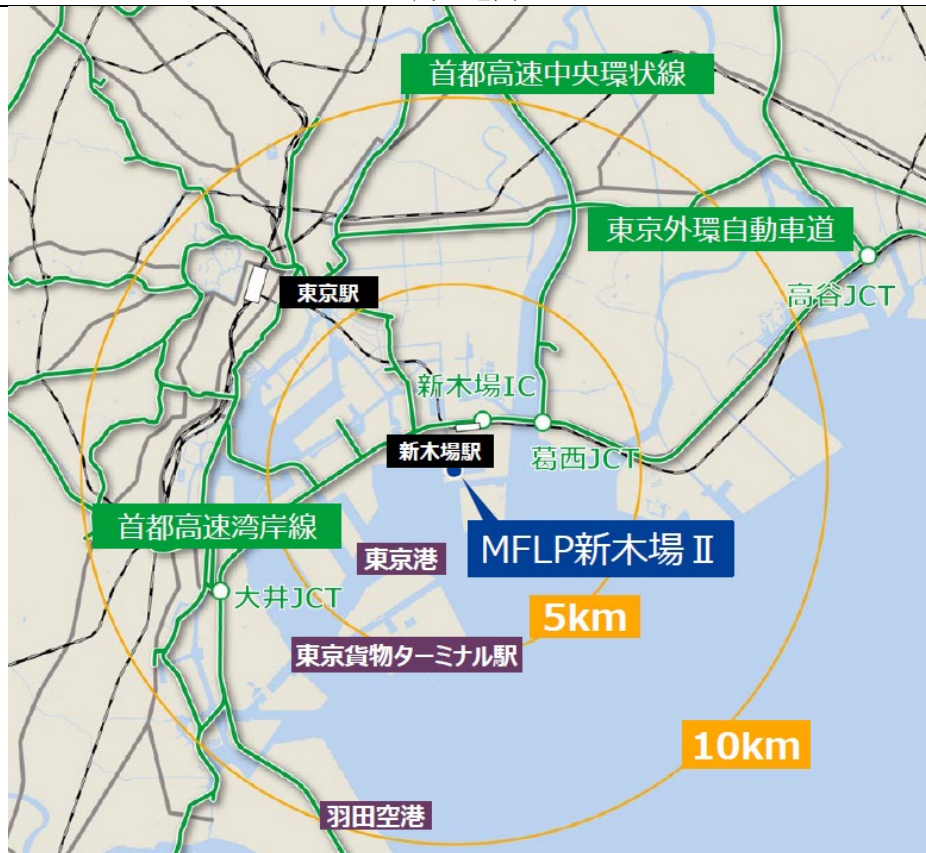 首都高速中央環状線
東京外環自動車道
高谷JCT
東京駅
新木場IC
新木場駅
葛西JCT
首都高速湾岸線
MFLP新木場Ⅱ
東京港
大井JCT
5km
東京貨物ターミナル駅
10km
羽田空港